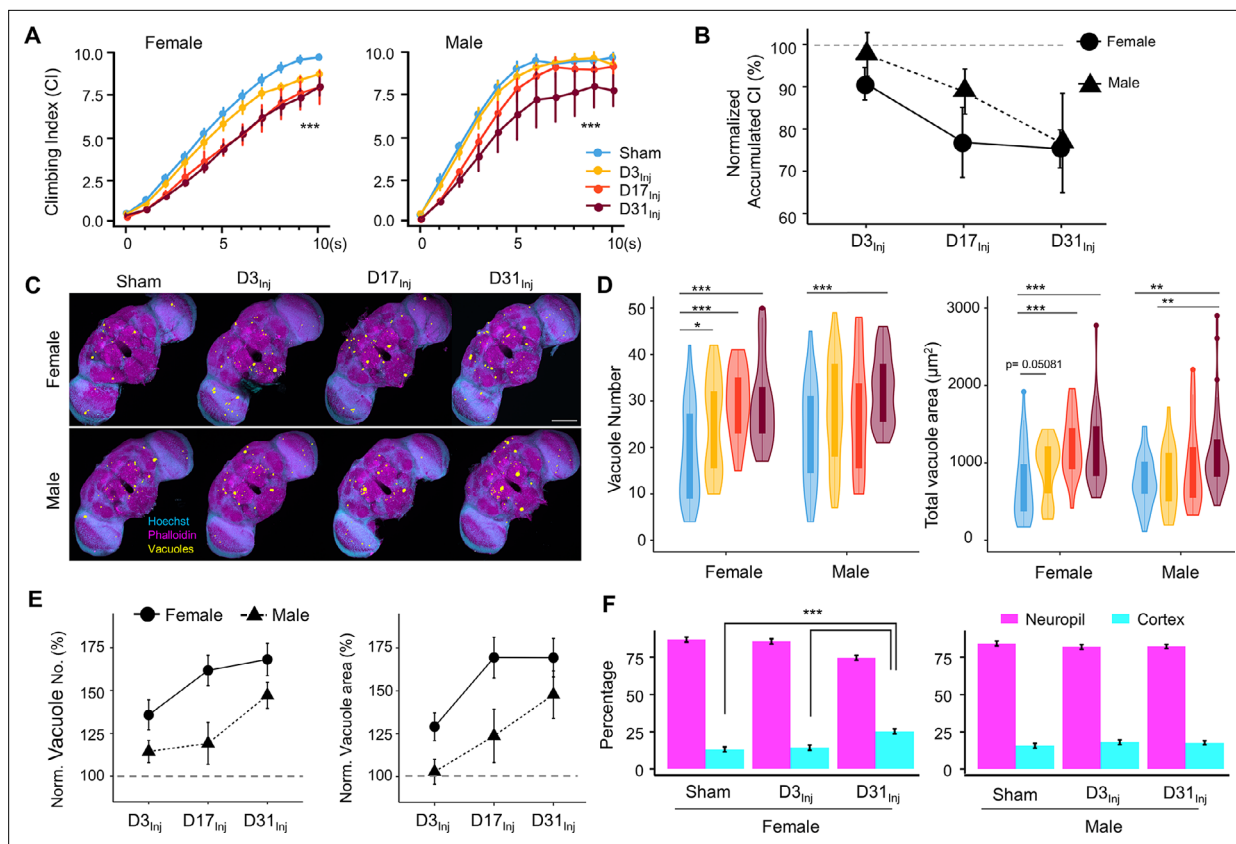 A
Female
Male
Climbing Index (CI)
10.0
7.5
5.0
2.5
0.0
0
5
10(s)
***
10.0
7.5
5.0
2.5
0.0
0
5
10(s)
***
Sham
D3Inj
D17Inj
D31Inj
B
Normalized
Accumulated CI (%)
100
90
80
70
60
D3Inj
D17Inj
D31Inj
Female
Male
C
Sham
D3Inj
D17Inj
D31Inj
Female
Male
Hoechst
Phalloidin
Vacuoles
D
Vacuole Number
50
40
30
20
10
0
***
***
*
***
Female
Male
Total vacuole area (µm²)
3000
2000
1000
0
***
***
p= 0.05081
**
**
Female
Male
E
Female
Male
Norm. Vacuole No. (%)
175
150
125
100
D3Inj
D17Inj
D31Inj
Norm. Vacuole area (%)
175
150
125
100
D3Inj
D17Inj
D31Inj
F
***
Neuropil
Cortex
Percentage
75
50
25
0
Sham
D3Inj
D31Inj
Female
75
50
25
0
Sham
D3Inj
D31Inj
Male